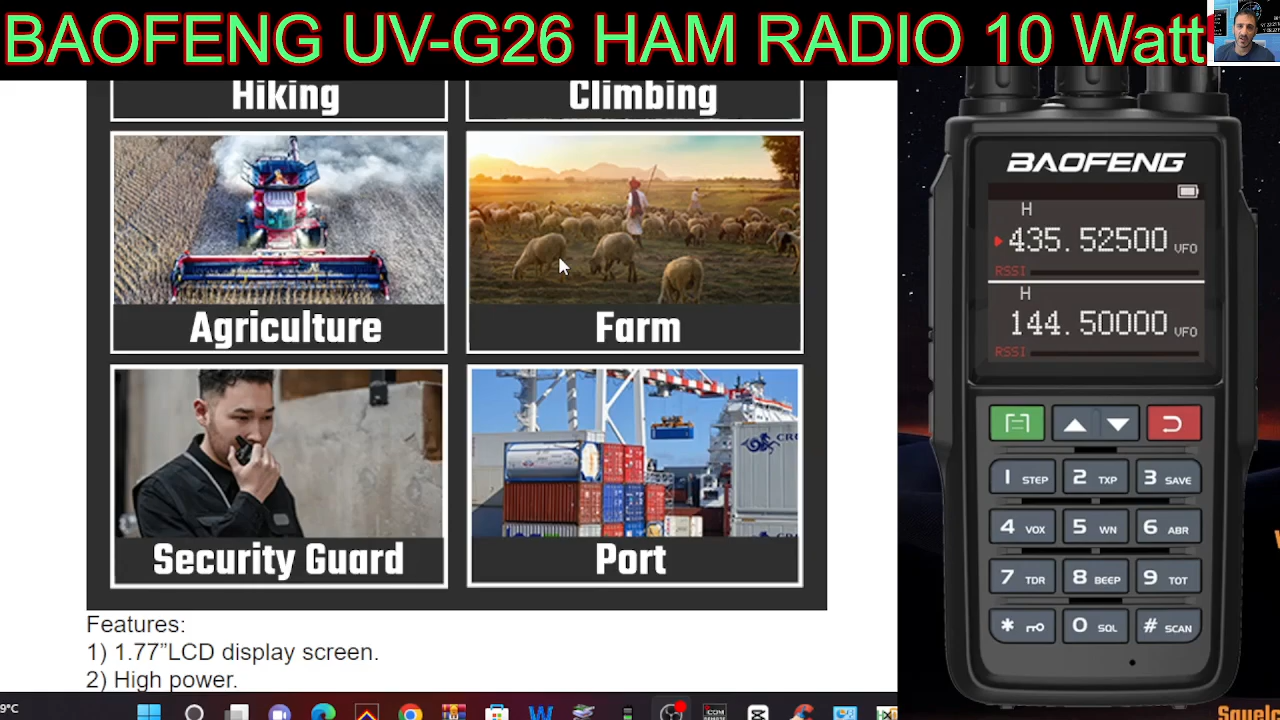 BAOFENG UV-G26 HAM RADIO 10 Watt
Hiking
Climbing
Agriculture
Farm
Security Guard
Port
Features:
1) 1.77”LCD display screen.
2) High power.
9°C
BAOFENG
H
435.52500 VFO
RSSI
H
144.50000 VFO
RSSI
1 STEP
2 TXP
3 SAVE
4 VOX
5 WN
6 ABR
7 TDR
8 BEEP
9 TOT
*
0 SQL
# SCAN